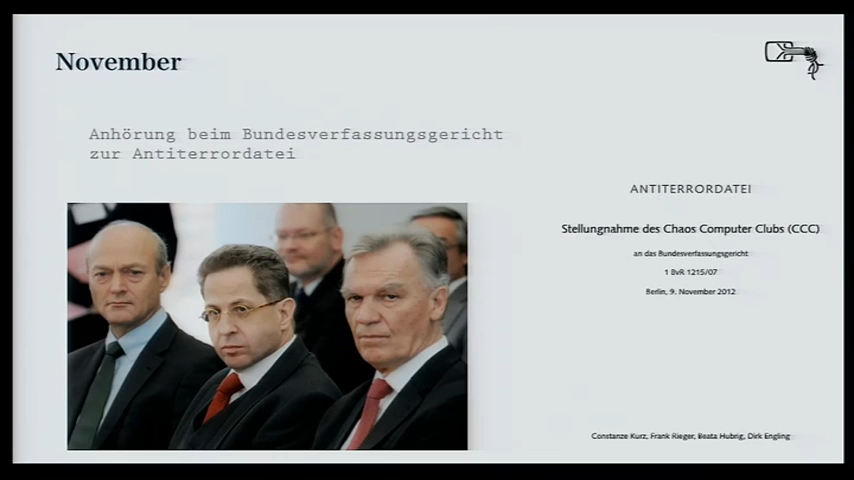 November
Anhörung beim Bundesverfassungsgericht
zur Antiterrordatei
ANTITERRORDATEI
Stellungnahme des Chaos Computer Clubs (CCC)
an das Bundesverfassungsgericht
1 BvR 1215/07
Berlin, 9. November 2012
Constanze Kurz, Frank Rieger, Beata Hubrig, Dirk Engling